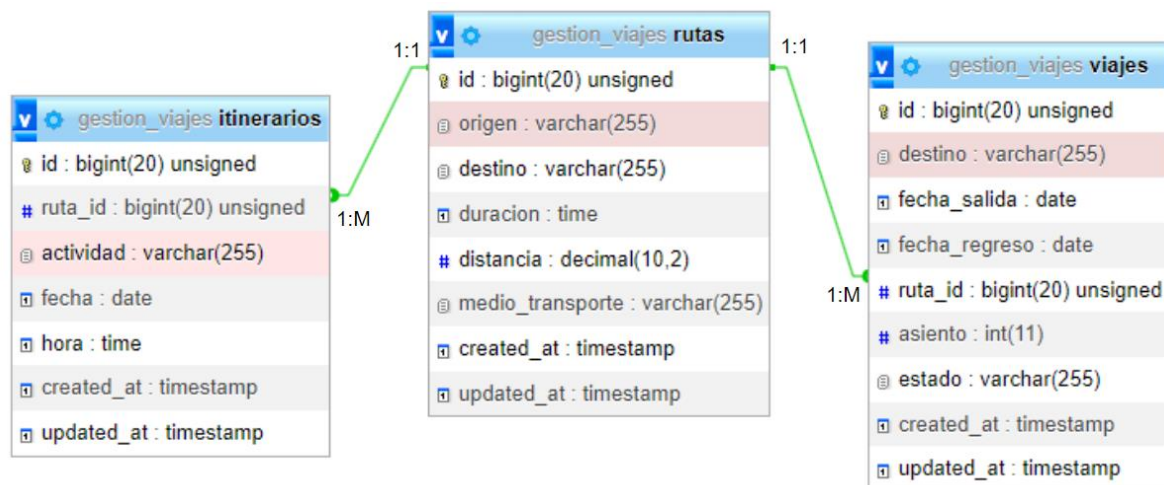 gestion_viajes itinerarios
id : bigint(20) unsigned
ruta_id : bigint(20) unsigned
actividad : varchar(255)
fecha : date
hora : time
created_at : timestamp
updated_at : timestamp
1:M
1:1
v gestion_viajes rutas
id : bigint(20) unsigned
origen : varchar(255)
destino : varchar(255)
duracion : time
# distancia : decimal(10,2)
medio_transporte : varchar(255)
created_at : timestamp
updated_at : timestamp
1:1
1:M
v gestion_viajes viajes
id : bigint(20) unsigned
destino : varchar(255)
fecha_salida : date
fecha_regreso : date
# ruta_id : bigint(20) unsigned
# asiento : int(11)
estado : varchar(255)
created_at : timestamp
updated_at : timestamp